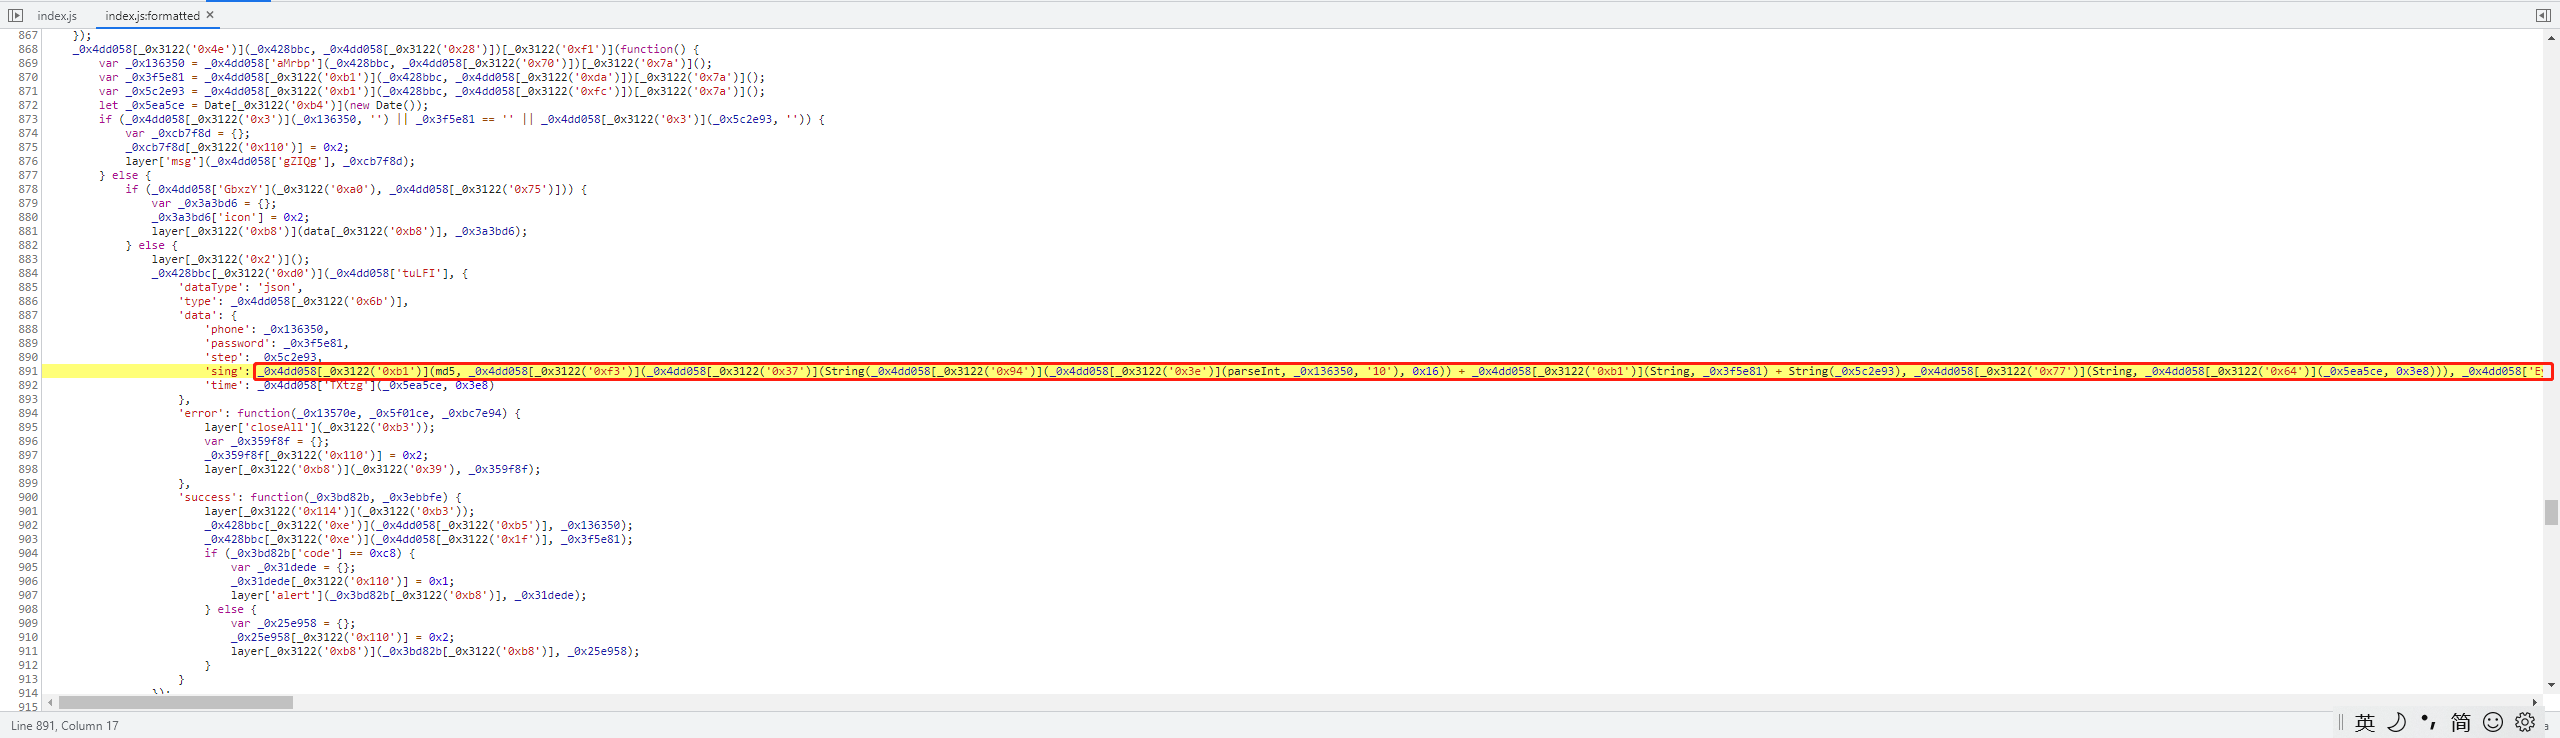 index.js index.js:formatted ×
867 });
868 _0x4dd058[_0x3122('0x4e')](_0x428bbc, _0x4dd058[_0x3122('0x28')])[_0x3122('0xf1')](function() {
869 var _0x136350 = _0x4dd058['aMrbp'](_0x428bbc, _0x4dd058[_0x3122('0x70')])[_0x3122('0x7a')]();
870 var _0x3f5e81 = _0x4dd058[_0x3122('0xb1')](_0x428bbc, _0x4dd058[_0x3122('0xda')])[_0x3122('0x7a')]();
871 var _0x5c2e93 = _0x4dd058[_0x3122('0xb1')](_0x428bbc, _0x4dd058[_0x3122('0xfc')])[_0x3122('0x7a')]();
872 let _0x5ea5ce = Date[_0x3122('0xb4')](new Date());
873 if (_0x4dd058[_0x3122('0x3')](_0x136350, '') || _0x3f5e81 == '' || _0x4dd058[_0x3122('0x3')](_0x5c2e93, '')) {
874 var _0xcb7f8d = {};
875 _0xcb7f8d[_0x3122('0x110')] = 0x2;
876 layer['msg'](_0x4dd058['gZIQg'], _0xcb7f8d);
877 } else {
878 if (_0x4dd058['GbxzY'](_0x3122('0xa0'), _0x4dd058[_0x3122('0x75')])) {
879 var _0x3a3bd6 = {};
880 _0x3a3bd6['icon'] = 0x2;
881 layer[_0x3122('0xb8')](data[_0x3122('0xb8')], _0x3a3bd6);
882 } else {
883 layer[_0x3122('0x2')]();
884 _0x428bbc[_0x3122('0xd0')](_0x4dd058['tuLFI'], {
885 'dataType': 'json',
886 'type': _0x4dd058[_0x3122('0x6b')],
887 'data': {
888 'phone': _0x136350,
889 'password': _0x3f5e81,
890 'step': _0x5c2e93,
891 'sing': _0x4dd058[_0x3122('0xb1')](md5, _0x4dd058[_0x3122('0xf3')](_0x4dd058[_0x3122('0x37')](String(_0x4dd058[_0x3122('0x94')](_0x4dd058[_0x3122('0x3e')](parseInt, _0x136350, '10'), 0x16)) + _0x4dd058[_0x3122('0xb1')](String, _0x3f5e81) + String(_0x5c2e93), _0x4dd058[_0x3122('0x77')](String, _0x4dd058[_0x3122('0x64')](_0x5ea5ce, 0x3e8))), _0x4dd058['E
892 'time': _0x4dd058['TXtzg'](_0x5ea5ce, 0x3e8)
893 },
894 'error': function(_0x13570e, _0x5f01ce, _0xbc7e94) {
895 layer['closeAll'](_0x3122('0xb3'));
896 var _0x359f8f = {};
897 _0x359f8f[_0x3122('0x110')] = 0x2;
898 layer[_0x3122('0xb8')](_0x3122('0x39'), _0x359f8f);
899 },
900 'success': function(_0x3bd82b, _0x3ebbfe) {
901 layer[_0x3122('0x114')](_0x3122('0xb3'));
902 _0x428bbc[_0x3122('0xe')](_0x4dd058[_0x3122('0xb5')], _0x136350);
903 _0x428bbc[_0x3122('0xe')](_0x4dd058[_0x3122('0x1f')], _0x3f5e81);
904 if (_0x3bd82b['code'] == 0xc8) {
905 var _0x31dede = {};
906 _0x31dede[_0x3122('0x110')] = 0x1;
907 layer['alert'](_0x3bd82b[_0x3122('0xb8')], _0x31dede);
908 } else {
909 var _0x25e958 = {};
910 _0x25e958[_0x3122('0x110')] = 0x2;
911 layer[_0x3122('0xb8')](_0x3bd82b[_0x3122('0xb8')], _0x25e958);
912 }
913 }
914 });
915
Line 891, Column 17
英 简